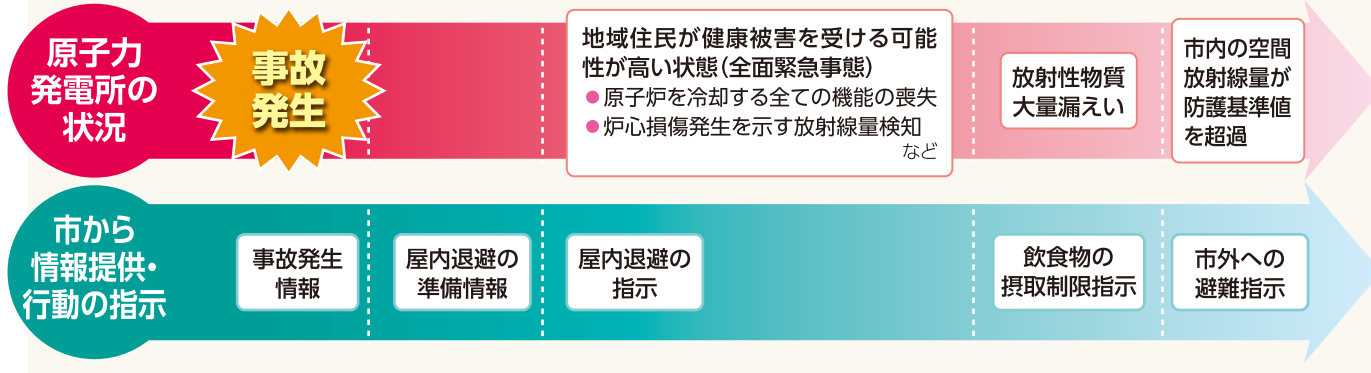 原子力
発電所の
状況
事故
発生
地域住民が健康被害を受ける可能
性が高い状態（全面緊急事態）
●原子炉を冷却する全ての機能の喪失
●炉心損傷発生を示す放射線量検知
など
放射性物質
大量漏えい
市内の空間
放射線量が
防護基準値
を超過
市から
情報提供・
行動の指示
事故発生
情報
屋内退避の
準備情報
屋内退避の
指示
飲食物の
摂取制限指示
市外への
避難指示